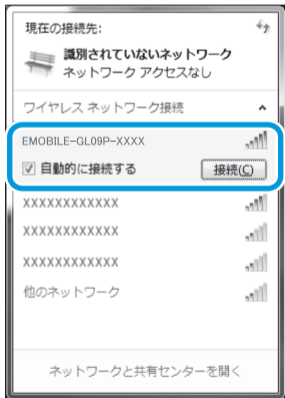 現在の接続先:
識別されていないネットワーク
ネットワーク アクセスなし
ワイヤレス ネットワーク接続
EMOBILE-GL09P-XXXX
自動的に接続する
接続(C)
XXXXXXXXXXXX
XXXXXXXXXXXX
XXXXXXXXXXXX
他のネットワーク
ネットワークと共有センターを開く